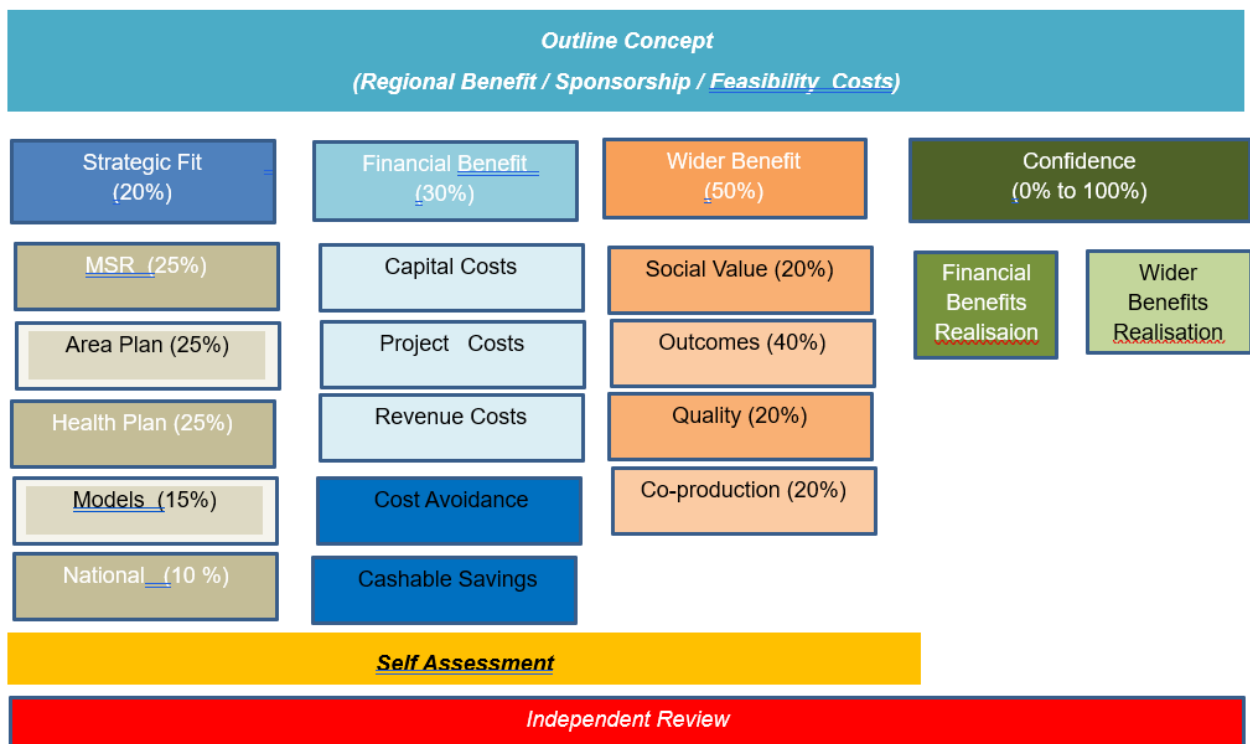 Outline Concept
(Regional Benefit / Sponsorship / Feasibility Costs)
Strategic Fit
(20%)
Financial Benefit
(30%)
Wider Benefit
(50%)
Confidence
(0% to 100%)
MSR (25%)
Area Plan (25%)
Health Plan (25%)
Models (15%)
National (10 %)
Capital Costs
Project Costs
Revenue Costs
Cost Avoidance
Cashable Savings
Social Value (20%)
Outcomes (40%)
Quality (20%)
Co-production (20%)
Financial
Benefits
Realisaion
Wider
Benefits
Realisation
Self Assessment
Independent Review